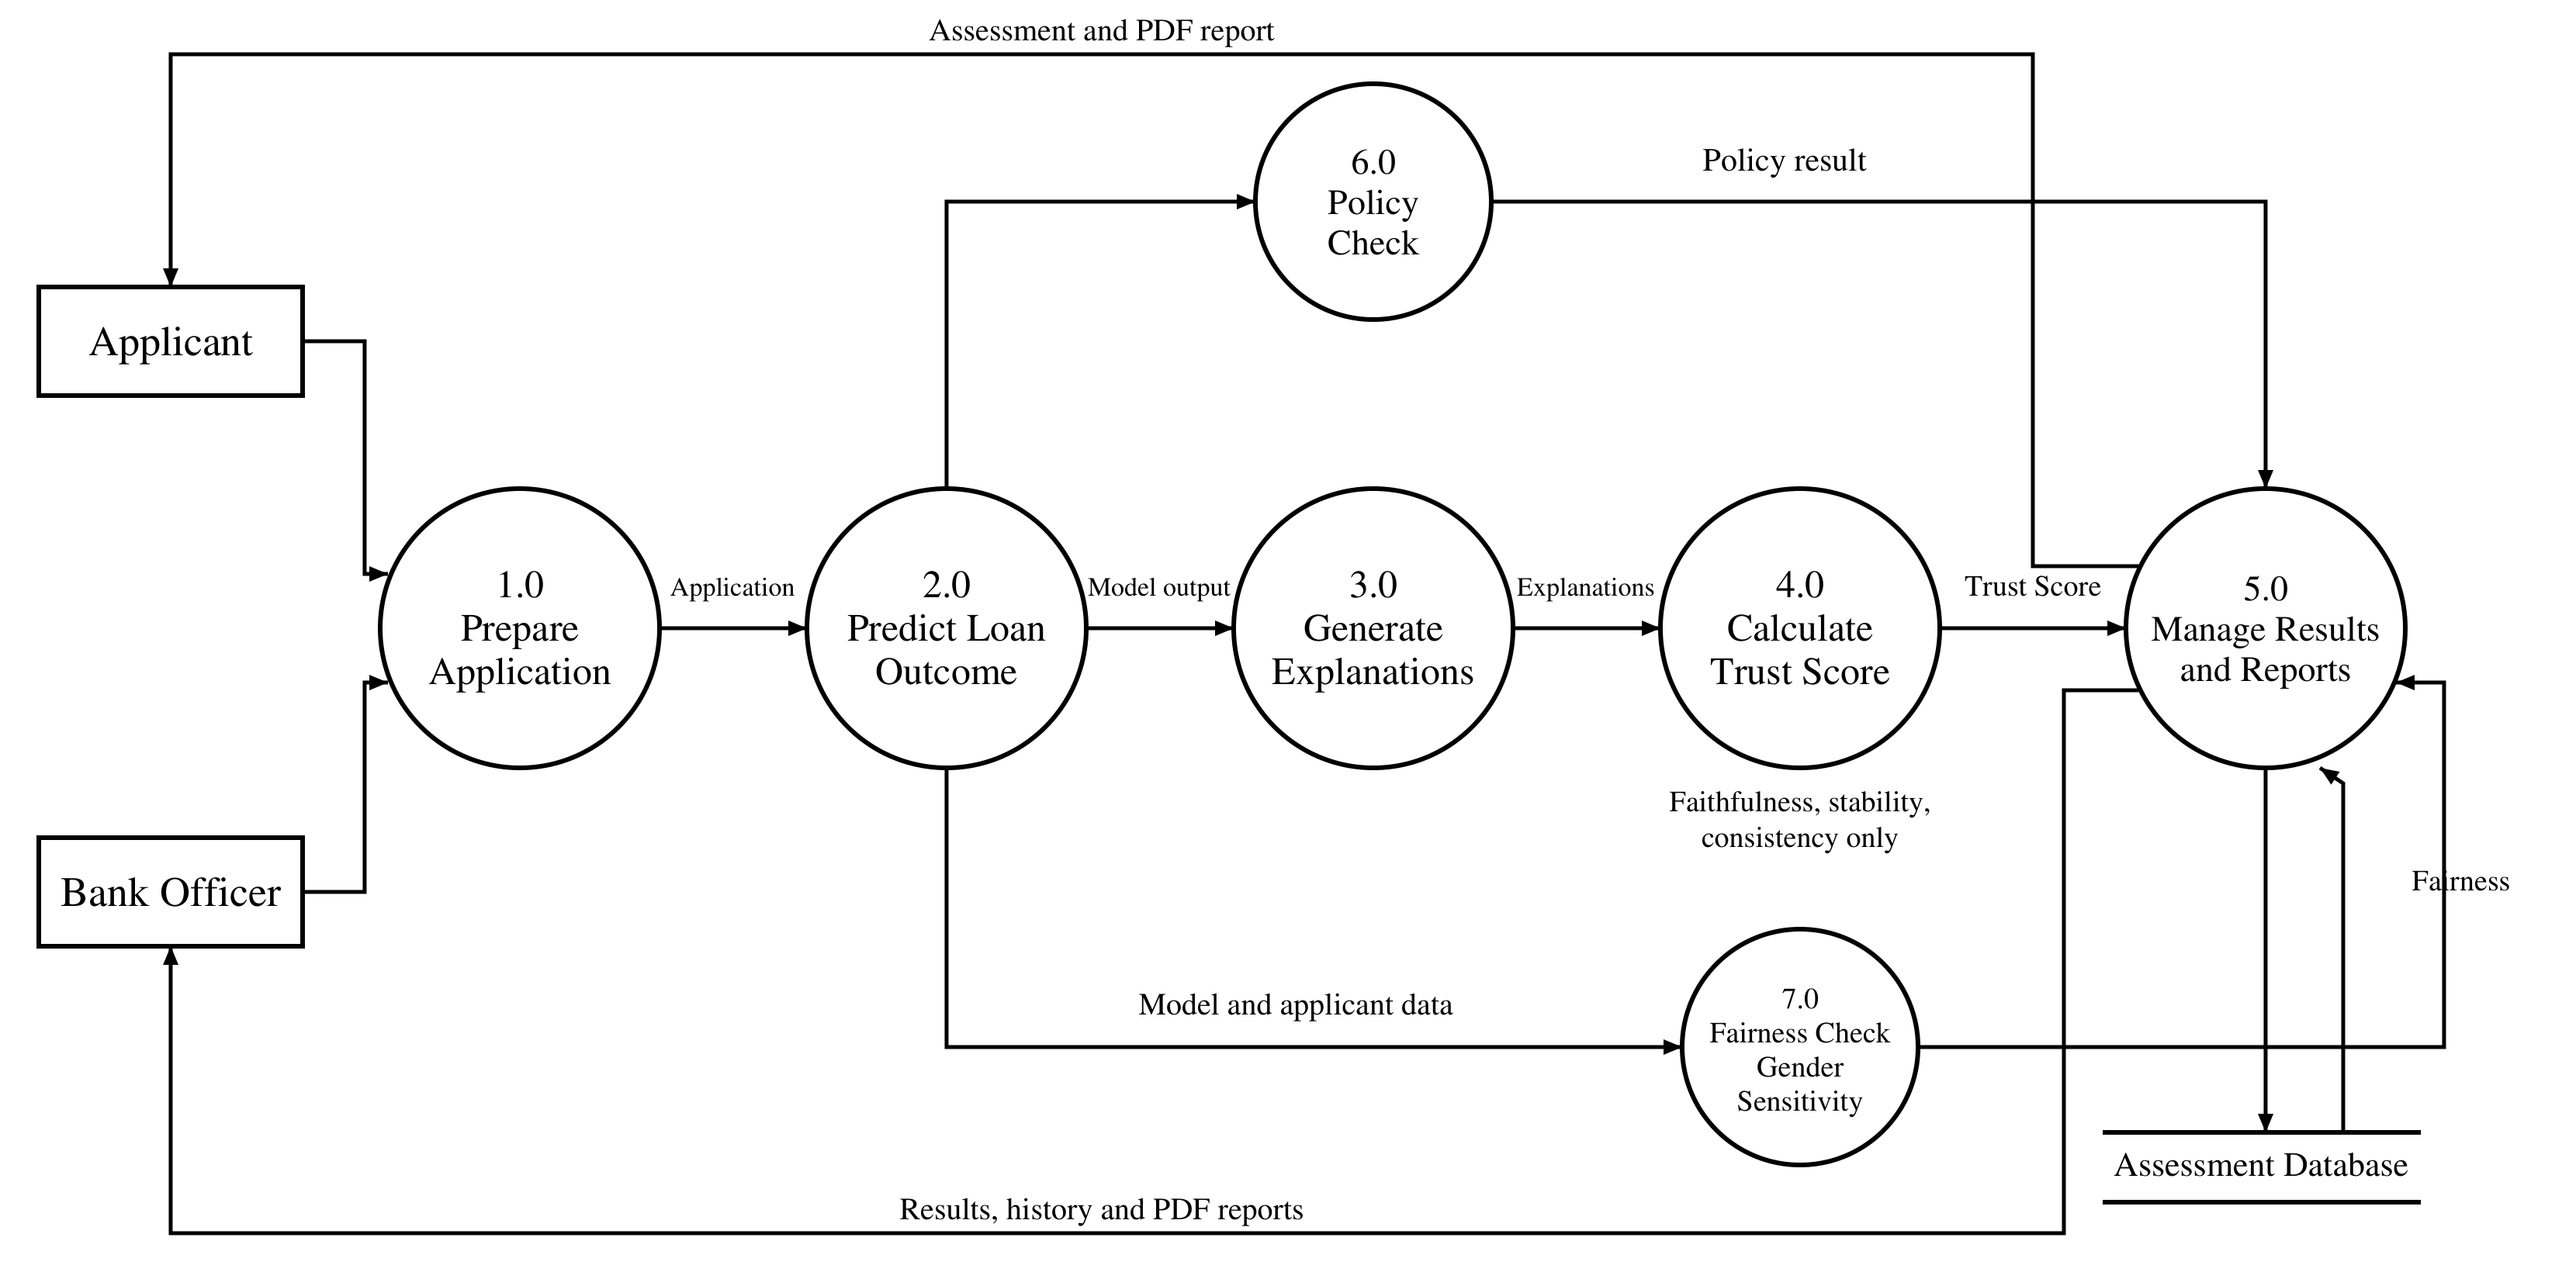 Assessment and PDF report
6.0
Policy
Check
Policy result
Applicant
1.0
Prepare
Application
Application
2.0
Predict Loan
Outcome
Model output
3.0
Generate
Explanations
Explanations
4.0
Calculate
Trust Score
Trust Score
5.0
Manage Results
and Reports
Faithfulness, stability,
consistency only
Bank Officer
Fairness
Model and applicant data
7.0
Fairness Check
Gender
Sensitivity
Assessment Database
Results, history and PDF reports